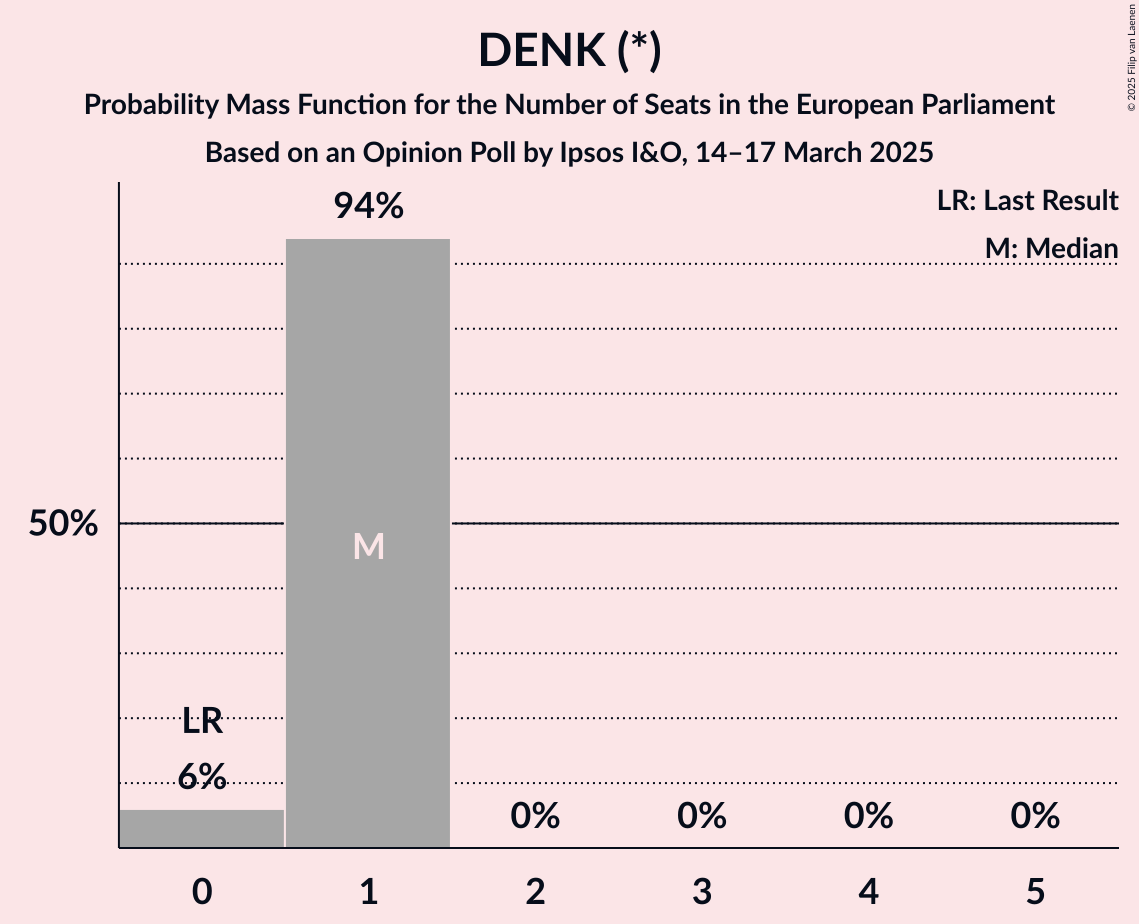 DENK (*)
Probability Mass Function for the Number of Seats in the European Parliament
Based on an Opinion Poll by Ipsos I&O, 14–17 March 2025
© 2025 Filip van Laenen
LR: Last Result
M: Median
94%
50%
M
LR
6%
0% 0% 0% 0%
0 1 2 3 4 5